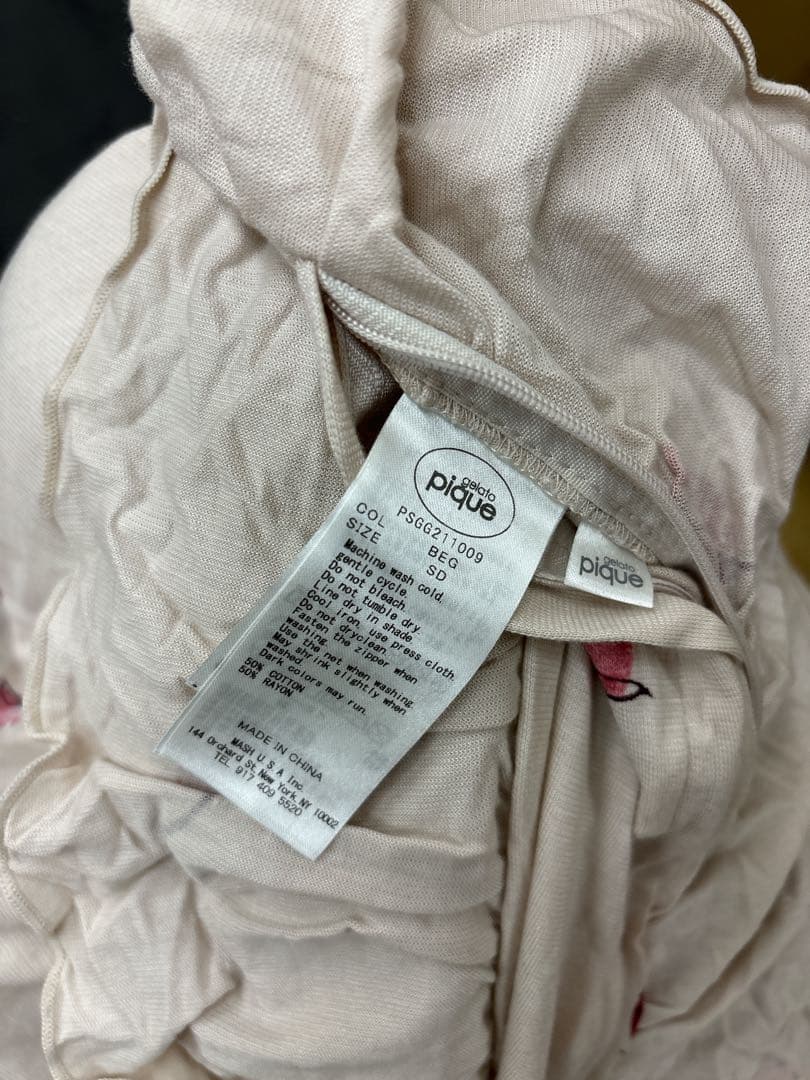 gelato
pique
PSGG211009
COL BEG
SIZE SD
Machine wash cold,
gentle cycle.
Do not bleach.
Do not tumble dry.
Line dry in shade.
Cool iron, use press cloth.
Do not dryclean.
Fasten the zipper when
washing.
Use the net when washing.
May shrink slightly when
washed.
Dark colors may run.
50% COTTON
50% RAYON
MADE IN CHINA
MASH U.S.A Inc.
144 Orchard St, New York, NY 10002
TEL 917 409 5520
gelato
pique